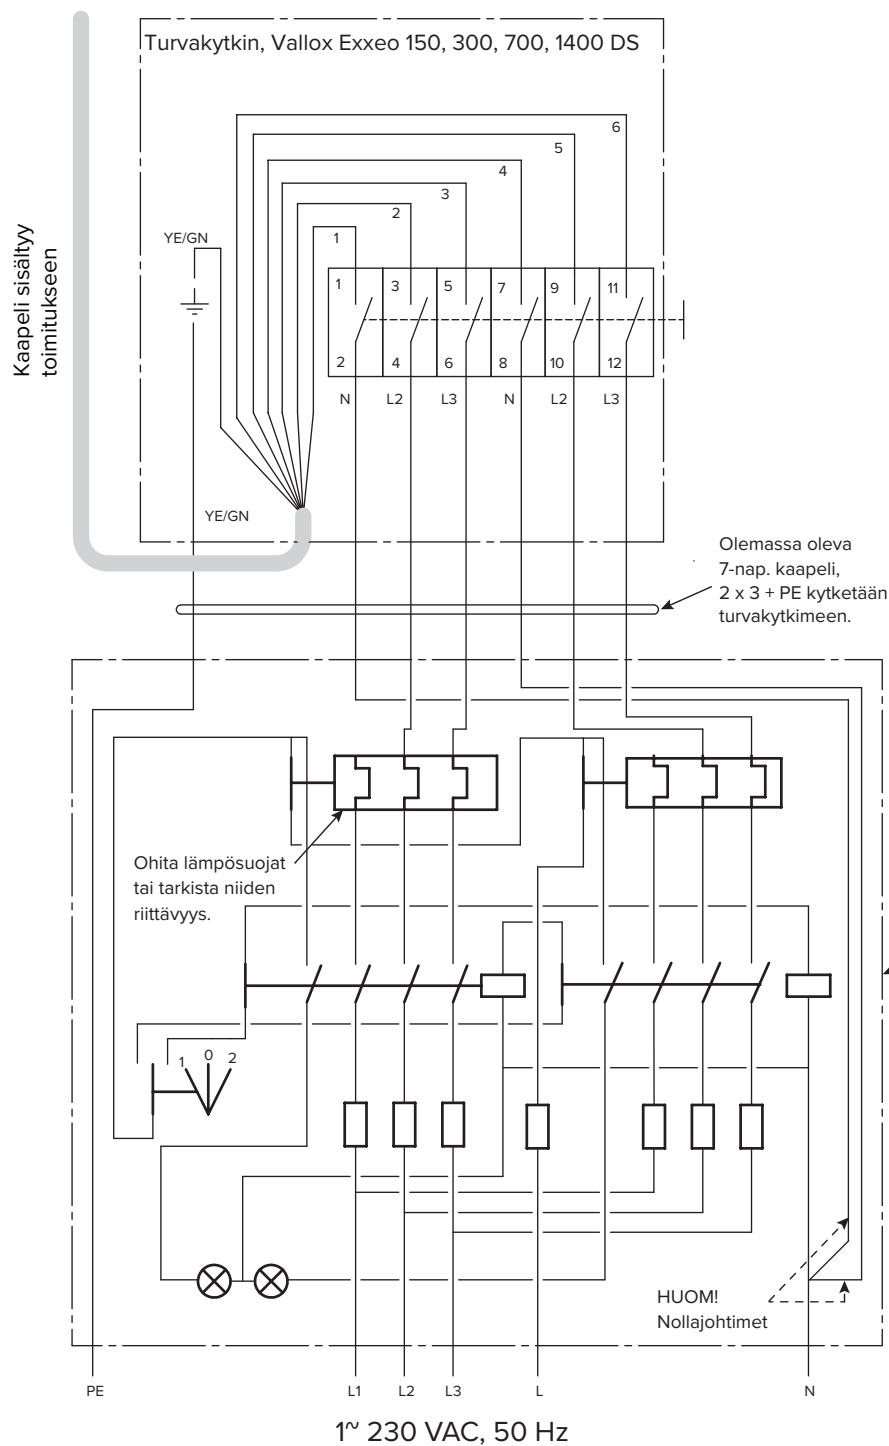 Turvakytkin, Vallox Exxeo 150, 300, 700, 1400 DS
Kaapeli sisältyy
toimitukseen
6
5
4
3
2
1
YE/GN
1 3 5 7 9 11
2 4 6 8 10 12
N L2 L3 N L2 L3
YE/GN
Olemassa oleva
7-nap. kaapeli,
2 x 3 + PE kytketään
turvakytkimeen.
Ohita lämpösuojat
tai tarkista niiden
riittävyys.
1 0 2
HUOM!
Nollajohtimet
PE L1 L2 L3 L N
1~ 230 VAC, 50 Hz